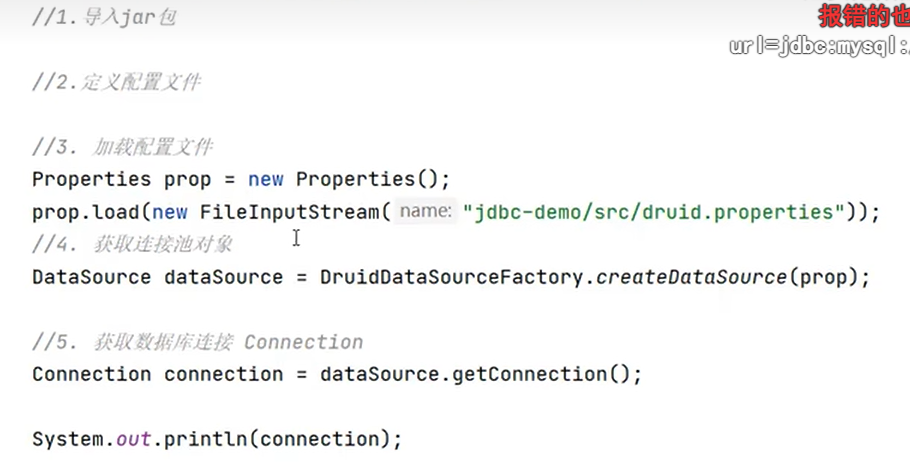 //1.导入jar包
报错的也
url=jdbc:mysql:
//2.定义配置文件
//3. 加载配置文件
Properties prop = new Properties();
prop.load(new FileInputStream( name: "jdbc-demo/src/druid.properties"));
//4. 获取连接池对象
DataSource dataSource = DruidDataSourceFactory.createDataSource(prop);
//5. 获取数据库连接 Connection
Connection connection = dataSource.getConnection();
System.out.println(connection);